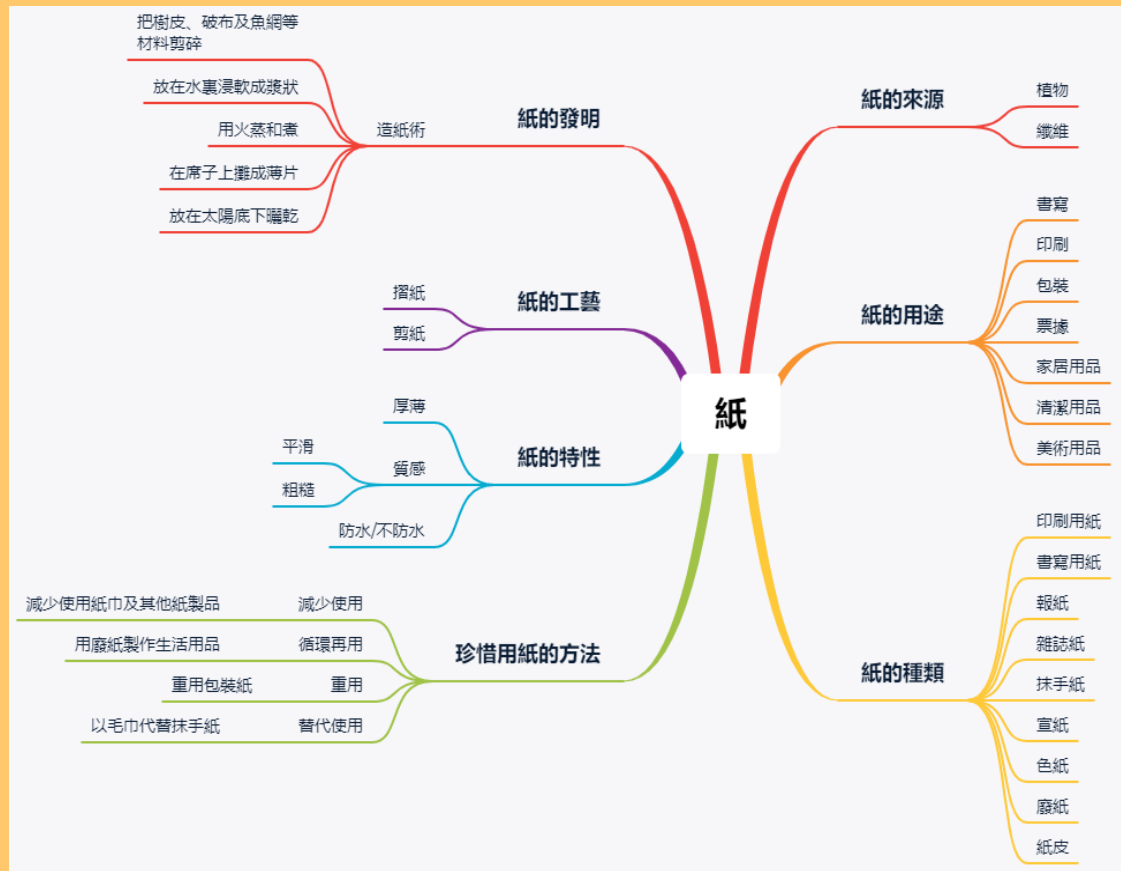 紙
紙的來源
植物
纖維
紙的用途
書寫
印刷
包裝
票據
家居用品
清潔用品
美術用品
紙的種類
印刷用紙
書寫用紙
報紙
雜誌紙
抹手紙
宣紙
色紙
廢紙
紙皮
紙的發明
造紙術
把樹皮、破布及魚網等
材料剪碎
放在水裏浸軟成漿狀
用火蒸和煮
在席子上攤成薄片
放在太陽底下曬乾
紙的工藝
摺紙
剪紙
紙的特性
厚薄
質感
平滑
粗糙
防水/不防水
珍惜用紙的方法
減少使用
減少使用紙巾及其他紙製品
循環再用
用廢紙製作生活用品
重用
重用包裝紙
替代使用
以毛巾代替抹手紙